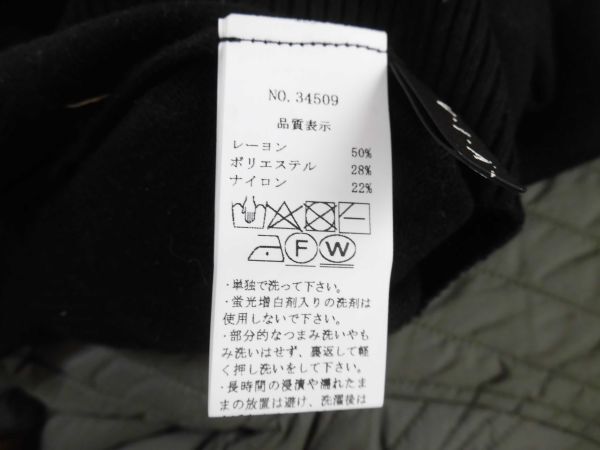 NO. 34509
品質表示
レーヨン 50%
ポリエステル 28%
ナイロン 22%
F W
・単独で洗って下さい。
・蛍光増白剤入りの洗剤は
使用しないで下さい。
・部分的なつまみ洗いやも
み洗いはせず、裏返して軽
く押し洗いをして下さい。
・長時間の浸漬や濡れたま
まの放置は避け、洗濯後は